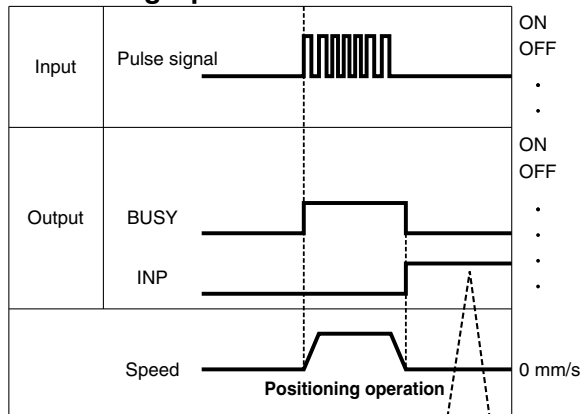 ON
Input
Pulse signal
OFF
ON
OFF
Output
BUSY
INP
Speed
0 mm/s
Positioning operation